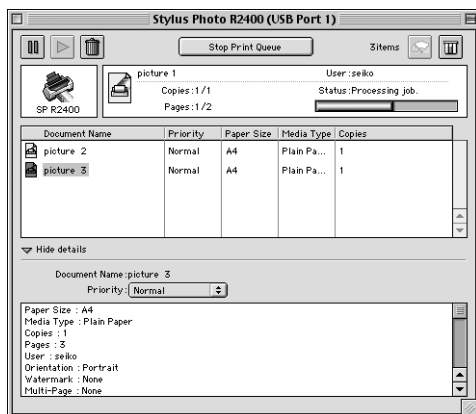 Stylus Photo R2400 (USB Port 1)
Stop Print Queue
3items
SP R2400
picture 1
User:seiko
Copies:1/1
Status:Processing job.
Pages:1/2
Document Name Priority Paper Size Media Type Copies
picture 2 Normal A4 Plain Pa... 1
picture 3 Normal A4 Plain Pa... 1
Hide details
Document Name:picture 3
Priority: Normal
Paper Size : A4
Media Type : Plain Paper
Copies : 1
Pages : 3
User : seiko
Orientation : Portrait
Watermark : None
Multi-Page : None